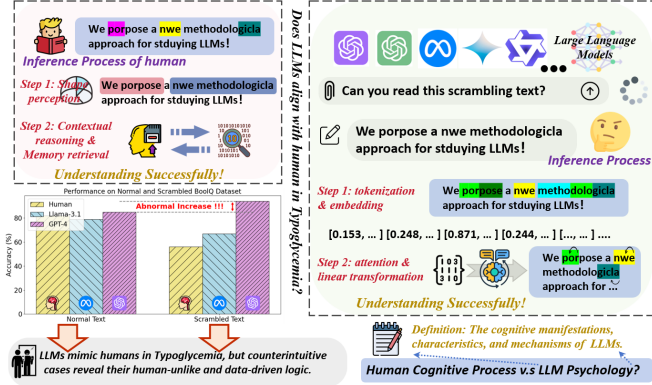 We porpose a nwe methodologicla
approach for stduying LLMs!
Inference Process of human
Step 1: Shape
perception
We porpose a nwe methodologicla
approach for stduying LLMs!
Step 2: Contextual
reasoning &
Memory retrieval
Understanding Successfully!
Performance on Normal and Scrambled BoolQ Dataset
Human
Llama-3.1
GPT-4
Abnormal Increase !!!
Accuracy (%)
80
60
40
20
0
Normal Text
Scrambled Text
LLMs mimic humans in Typoglycemia, but counterintuitive
cases reveal their human-unlike and data-driven logic.
Does LLMs align with human in Typoglycemia?
Large Language
Models
Can you read this scrambling text?
We porpose a nwe methodologicla
approach for stduying LLMs!
Inference Process
Step 1: tokenization
& embedding
We porpose a nwe methodologicla
approach for stduying LLMs!
[0.153, ... ] [0.248, ... ] [0.871, ... ] [0.244, ... ] [..., ... ] ....
Step 2: attention &
linear transformation
We porpose a nwe
methodologicla
approach for ...
Understanding Successfully!
Definition: The cognitive manifestations,
characteristics, and mechanisms of LLMs.
Human Cognitive Process v.s LLM Psychology?